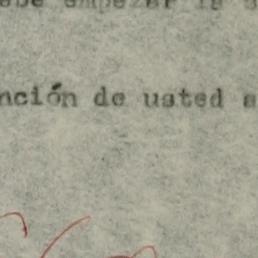 empezar la
nción de usted